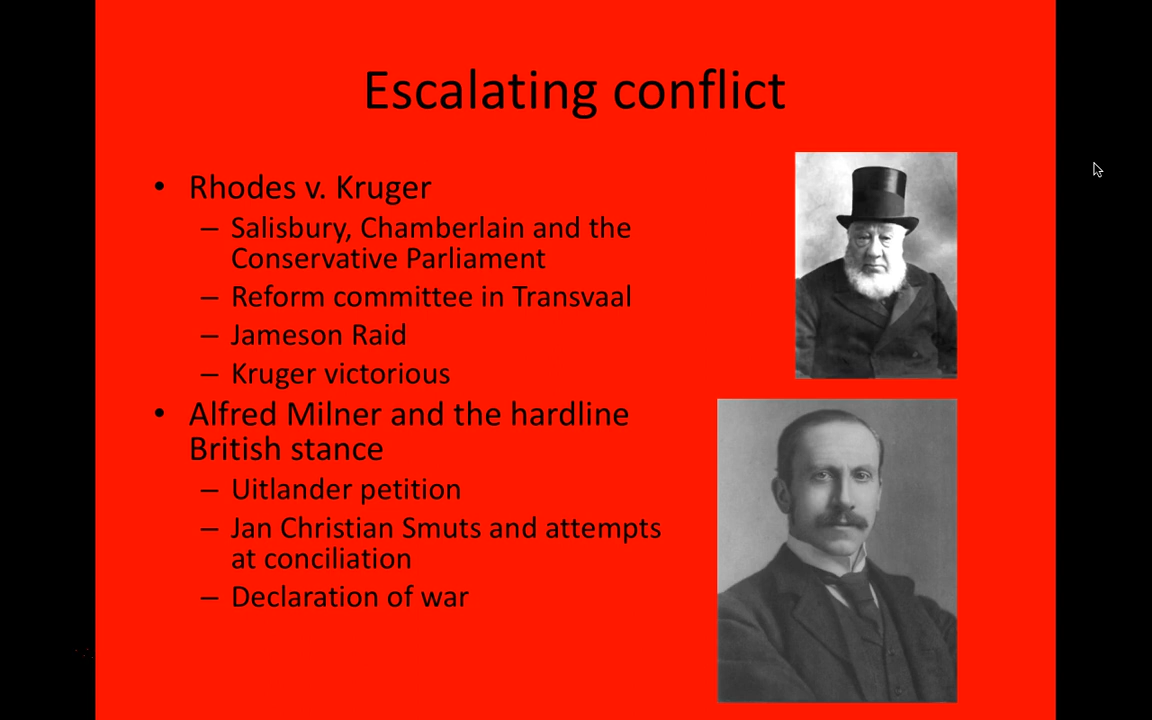 Escalating conflict
• Rhodes v. Kruger
– Salisbury, Chamberlain and the
Conservative Parliament
– Reform committee in Transvaal
– Jameson Raid
– Kruger victorious
• Alfred Milner and the hardline
British stance
– Uitlander petition
– Jan Christian Smuts and attempts
at conciliation
– Declaration of war